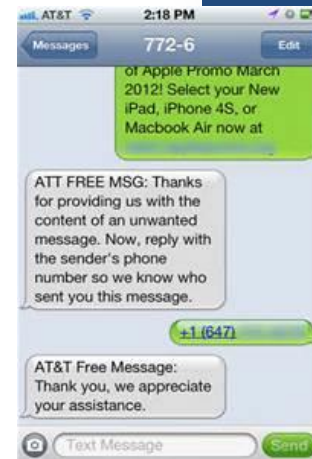 AT&T 2:18 PM
Messages 772-6 Edit
of Apple Promo March
2012! Select your New
iPad, iPhone 4S, or
Macbook Air now at
ATT FREE MSG: Thanks
for providing us with the
content of an unwanted
message. Now, reply with
the sender's phone
number so we know who
sent you this message.
+1 (647)
AT&T Free Message:
Thank you, we appreciate
your assistance.
Text Message Send